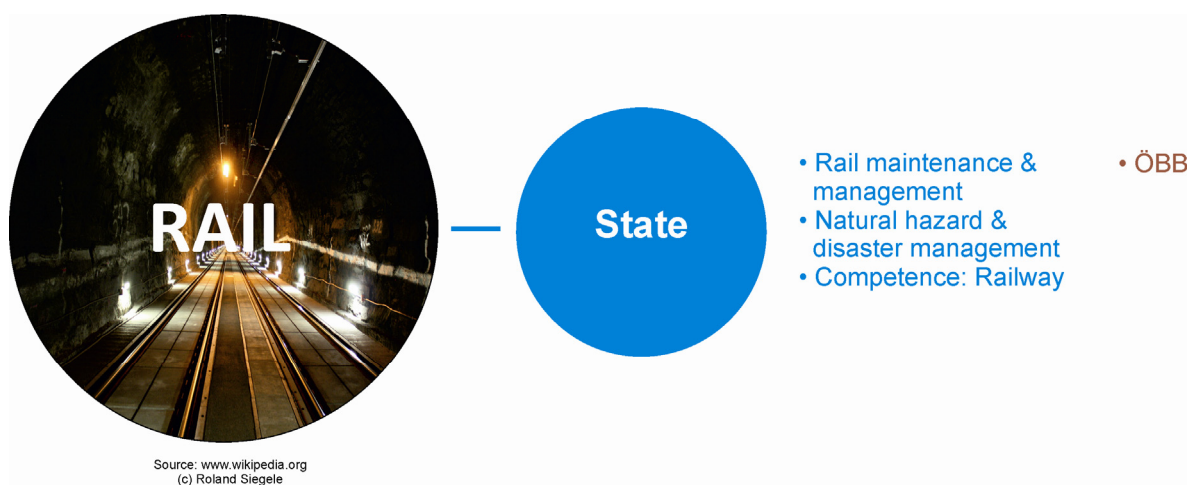 RAIL
State
• Rail maintenance &
management
• Natural hazard &
disaster management
• Competence: Railway
• ÖBB
Source: www.wikipedia.org
(c) Roland Siegele